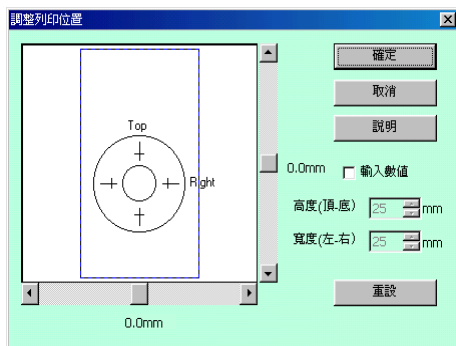 調整列印位置
Top
Right
0.0mm
0.0mm
確定
取消
說明
輸入數值
高度(頂-底) 25 mm
寬度(左-右) 25 mm
重設